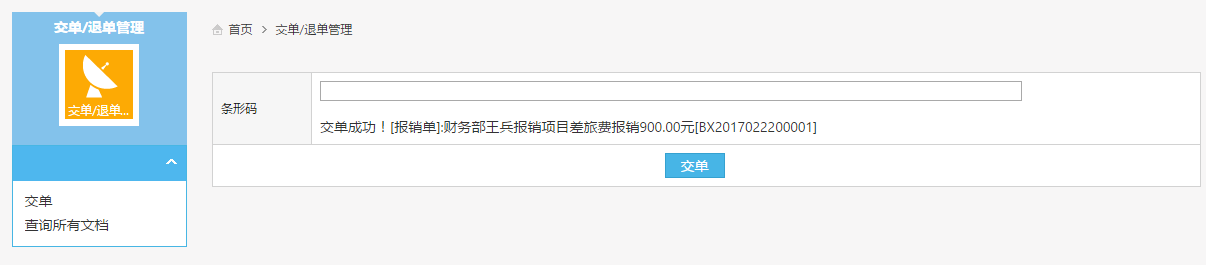 交单/退单管理
交单/退单...
交单
查询所有文档
首页 > 交单/退单管理
条形码
交单成功！[报销单]:财务部王兵报销项目差旅费报销900.00元[BX2017022200001]
交单